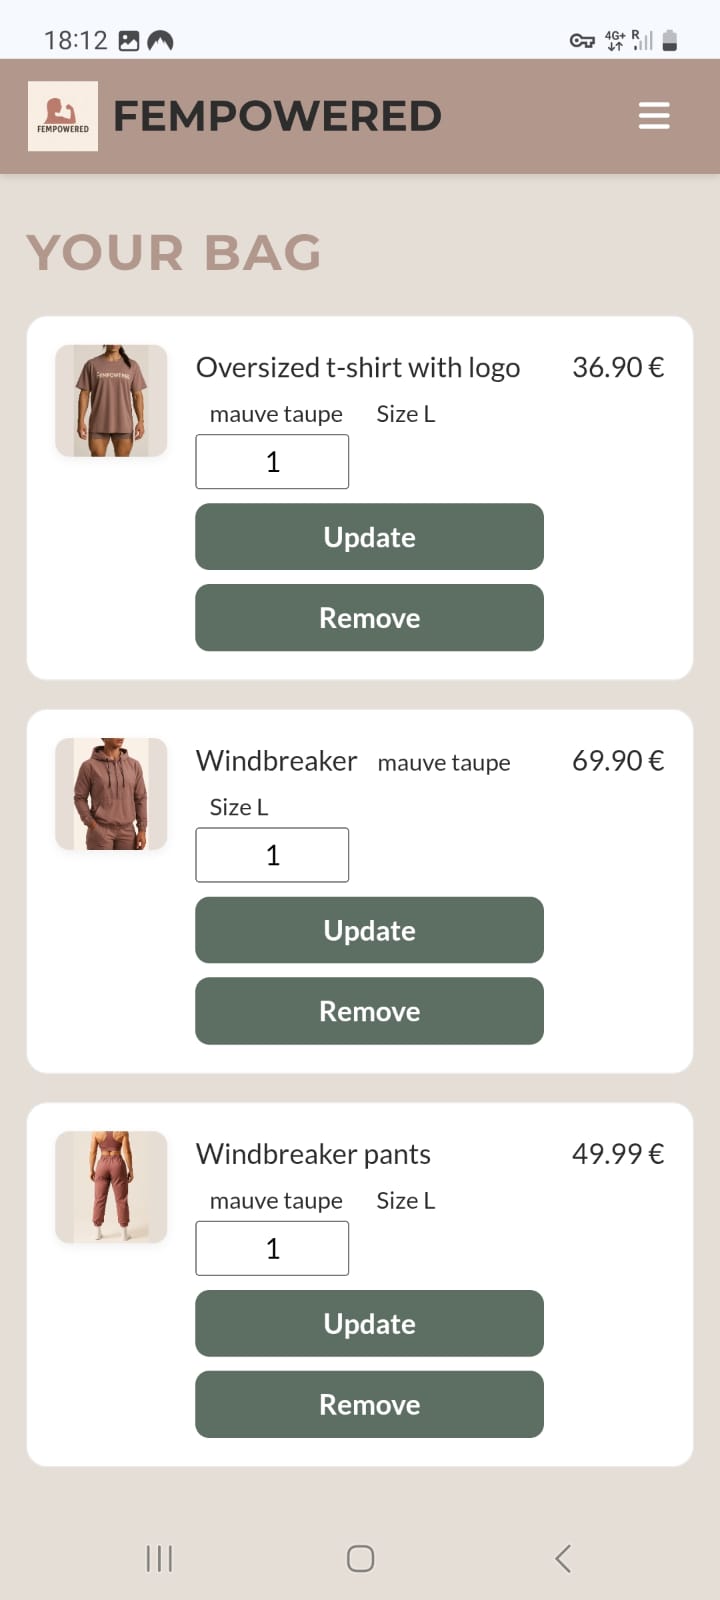 18:12 4G+ R
FEMPOWERED FEMPOWERED
YOUR BAG
Oversized t-shirt with logo 36.90 €
mauve taupe Size L
1
Update
Remove
Windbreaker mauve taupe 69.90 €
Size L
1
Update
Remove
Windbreaker pants 49.99 €
mauve taupe Size L
1
Update
Remove